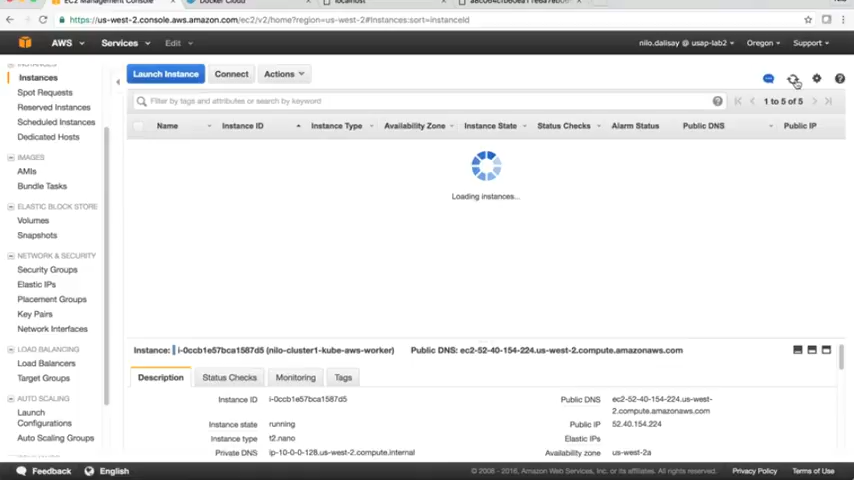 EC2 Management Console
Docker Cloud
localhost
https://us-west-2.console.aws.amazon.com/ec2/v2/home?region=us-west-2#Instances:sort=instanceId
AWS Services Edit nilo.dalisay @ usap-lab2 Oregon Support
INSTANCES
Instances
Spot Requests
Reserved Instances
Scheduled Instances
Dedicated Hosts
IMAGES
AMIs
Bundle Tasks
ELASTIC BLOCK STORE
Volumes
Snapshots
NETWORK & SECURITY
Security Groups
Elastic IPs
Placement Groups
Key Pairs
Network Interfaces
LOAD BALANCING
Load Balancers
Target Groups
AUTO SCALING
Launch
Configurations
Auto Scaling Groups
Launch Instance Connect Actions
Filter by tags and attributes or search by keyword
1 to 5 of 5
Name Instance ID Instance Type Availability Zone Instance State Status Checks Alarm Status Public DNS Public IP
Loading instances...
Instance: i-0ccb1e57bca1587d5 (nilo-cluster1-kube-aws-worker) Public DNS: ec2-52-40-154-224.us-west-2.compute.amazonaws.com
Description Status Checks Monitoring Tags
Instance ID i-0ccb1e57bca1587d5
Public DNS ec2-52-40-154-224.us-west-
2.compute.amazonaws.com
Instance state running
Public IP 52.40.154.224
Instance type t2.nano
Elastic IPs
Private DNS ip-10-0-0-128.us-west-2.compute.internal
Availability zone us-west-2a
Feedback English © 2008 - 2016, Amazon Web Services, Inc. or its affiliates. All rights reserved. Privacy Policy Terms of Use